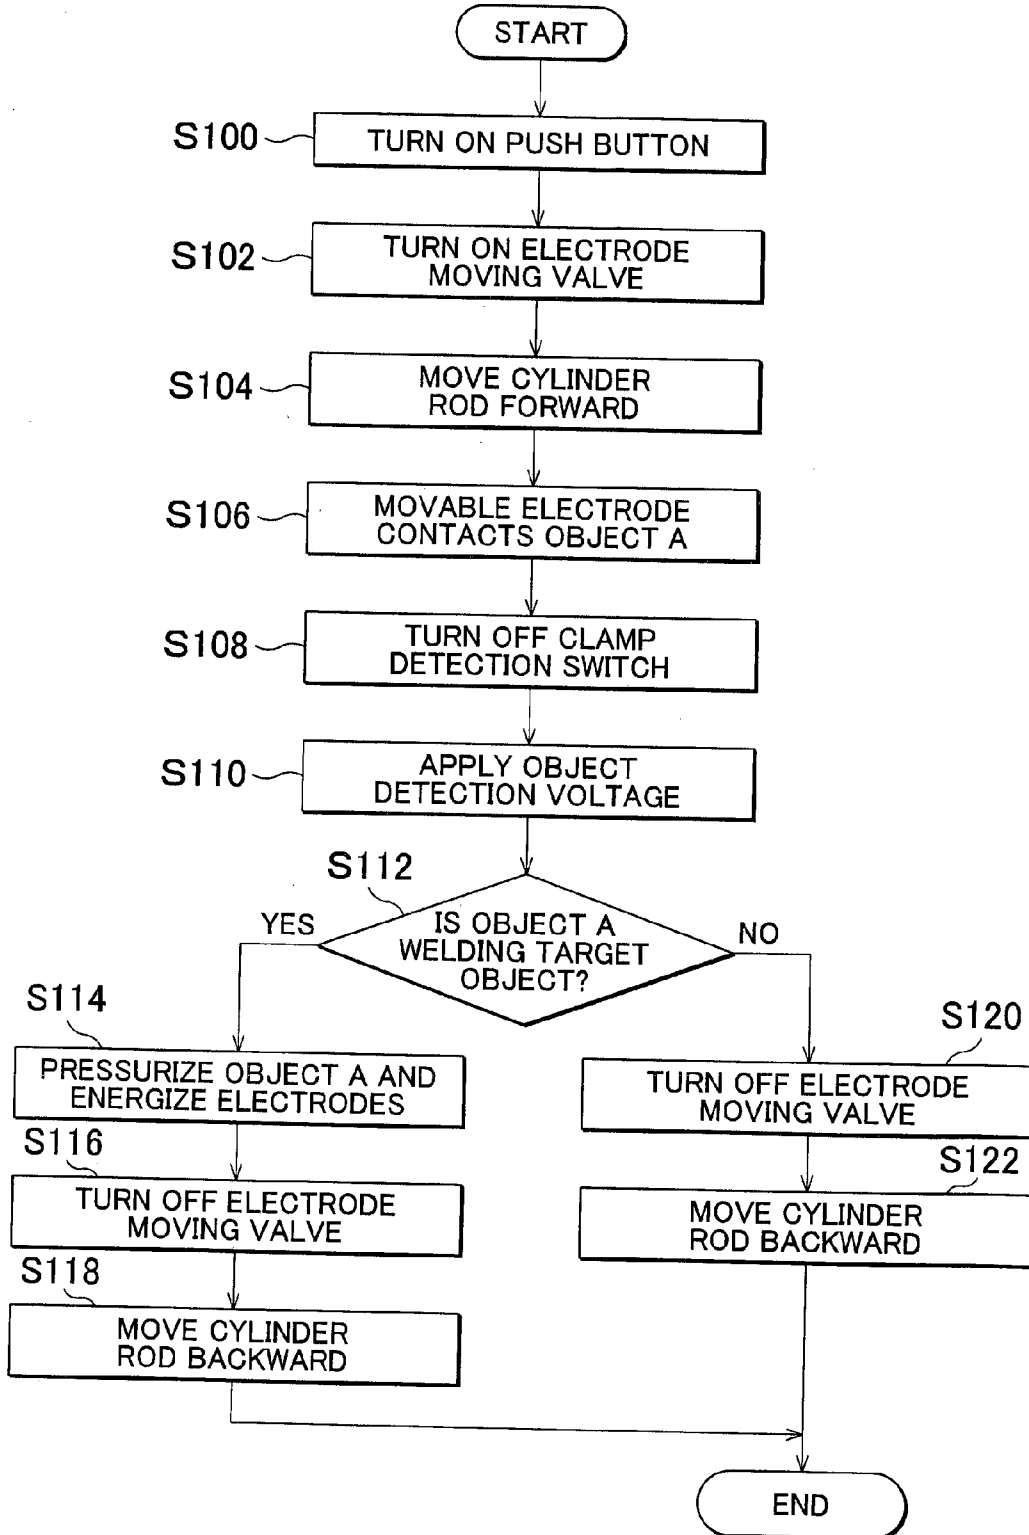 START
S100
TURN ON PUSH BUTTON
S102
TURN ON ELECTRODE
MOVING VALVE
S104
MOVE CYLINDER
ROD FORWARD
S106
MOVABLE ELECTRODE
CONTACTS OBJECT A
S108
TURN OFF CLAMP
DETECTION SWITCH
S110
APPLY OBJECT
DETECTION VOLTAGE
S112
IS OBJECT A
WELDING TARGET
OBJECT?
YES
NO
S114
PRESSURIZE OBJECT A AND
ENERGIZE ELECTRODES
S116
TURN OFF ELECTRODE
MOVING VALVE
S118
MOVE CYLINDER
ROD BACKWARD
S120
TURN OFF ELECTRODE
MOVING VALVE
S122
MOVE CYLINDER
ROD BACKWARD
END